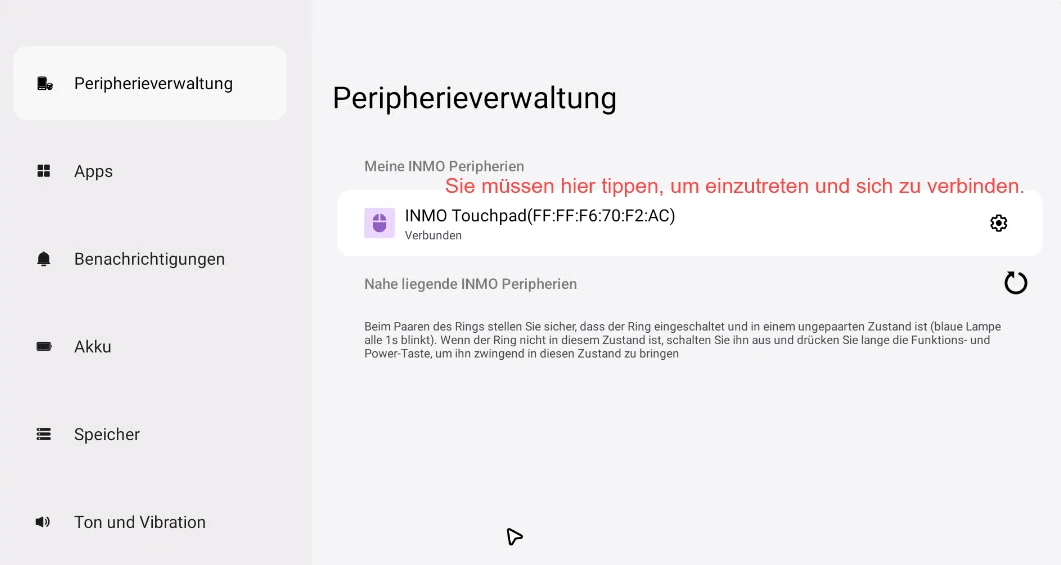 Peripherieverwaltung
Apps
Benachrichtigungen
Akku
Speicher
Ton und Vibration
Peripherieverwaltung
Meine INMO Peripherien
Sie müssen hier tippen, um einzutreten und sich zu verbinden.
INMO Touchpad(FF:FF:F6:70:F2:AC)
Verbunden
Nahe liegende INMO Peripherien
Beim Paaren des Rings stellen Sie sicher, dass der Ring eingeschaltet und in einem ungepaarten Zustand ist (blaue Lampe
alle 1s blinkt). Wenn der Ring nicht in diesem Zustand ist, schalten Sie ihn aus und drücken Sie lange die Funktions- und
Power-Taste, um ihn zwingend in diesen Zustand zu bringen